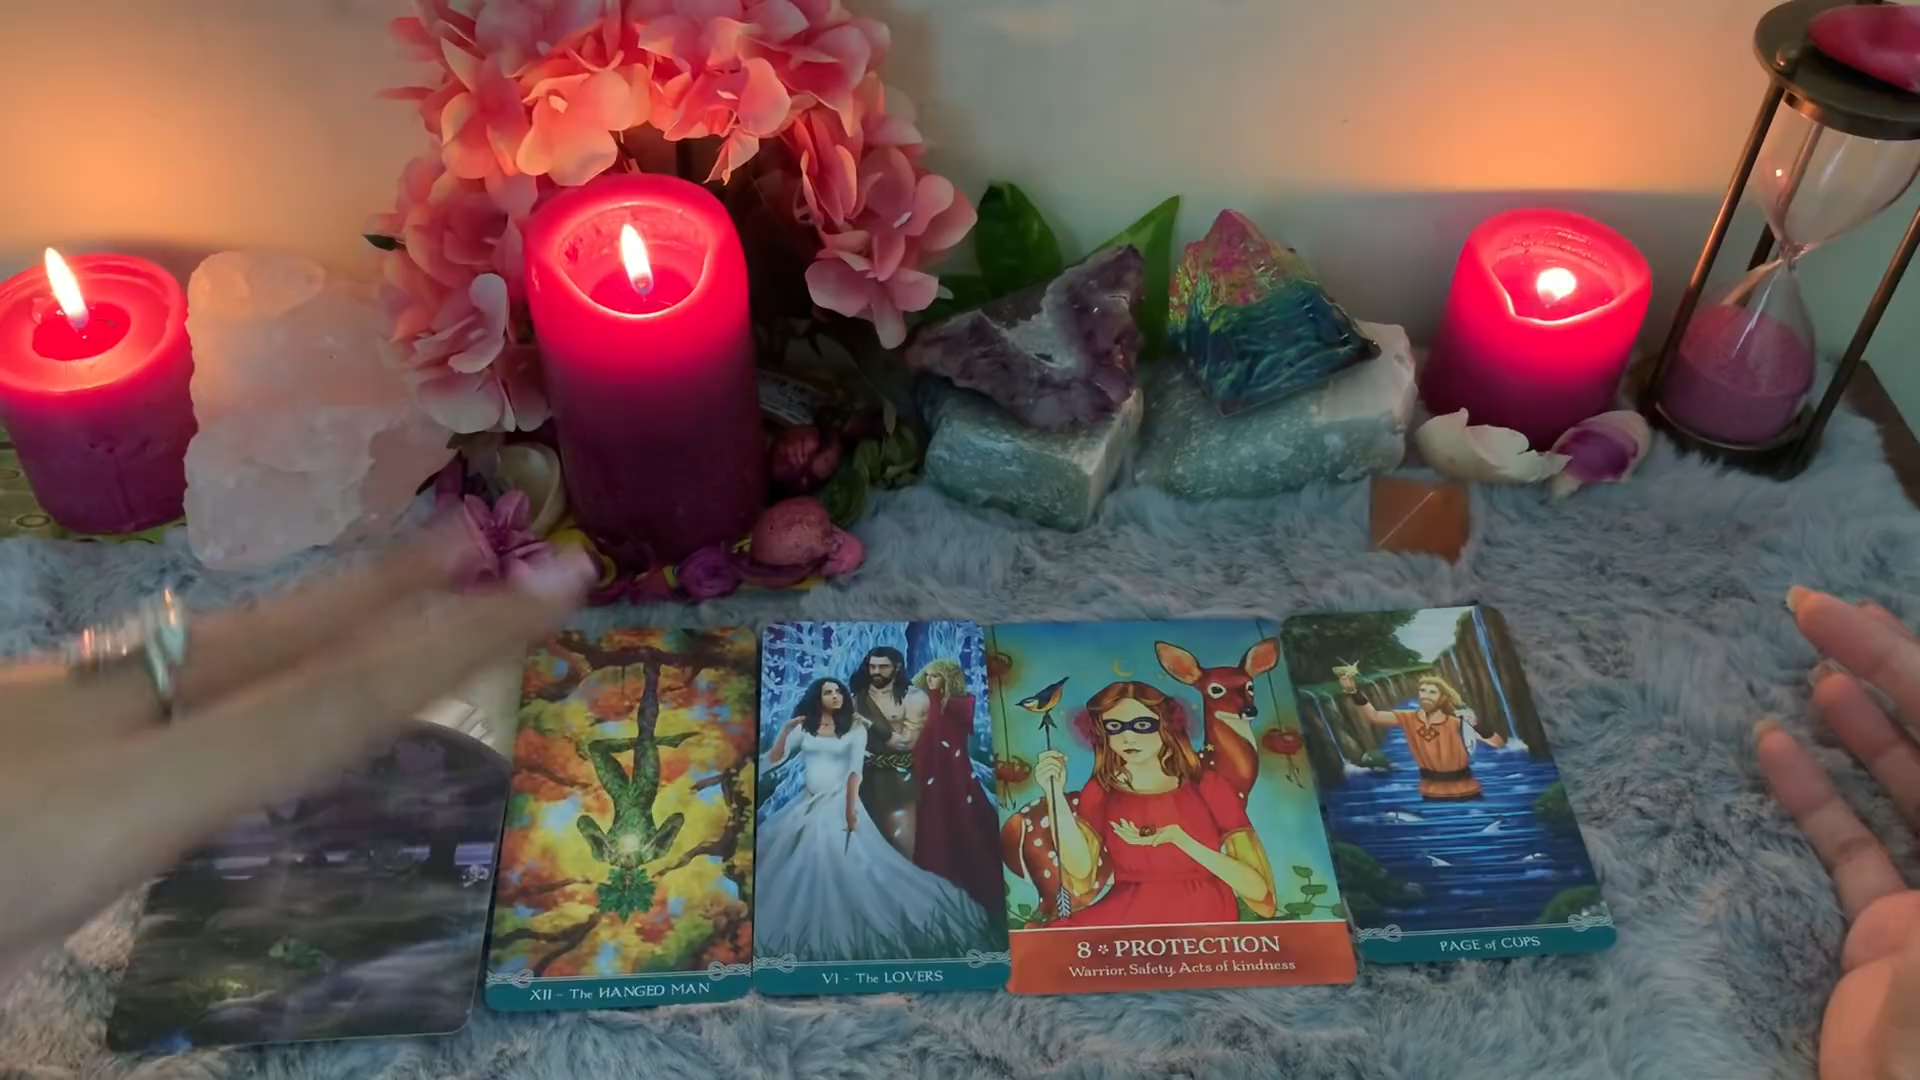 XII - The HANGED MAN
VI - The LOVERS
8 * PROTECTION
Warrior, Safety, Acts of kindness
PAGE of CUPS